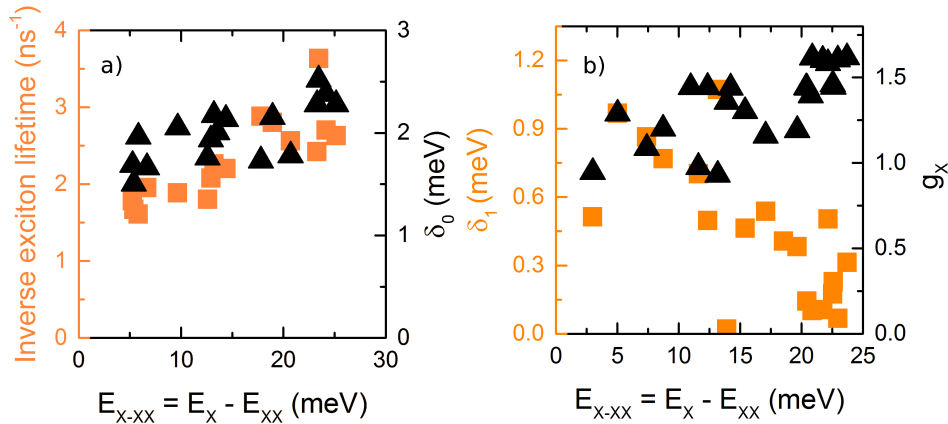 a)
Inverse exciton lifetime (ns⁻¹)
4
3
2
1
0
3
2
1
0
δ₀ (meV)
0 10 20 30
E_X-XX = E_X - E_XX (meV)
b)
δ₁ (meV)
1.2
0.9
0.6
0.3
0.0
1.5
1.0
0.5
0.0
g_X
0 5 10 15 20 25
E_X-XX = E_X - E_XX (meV)